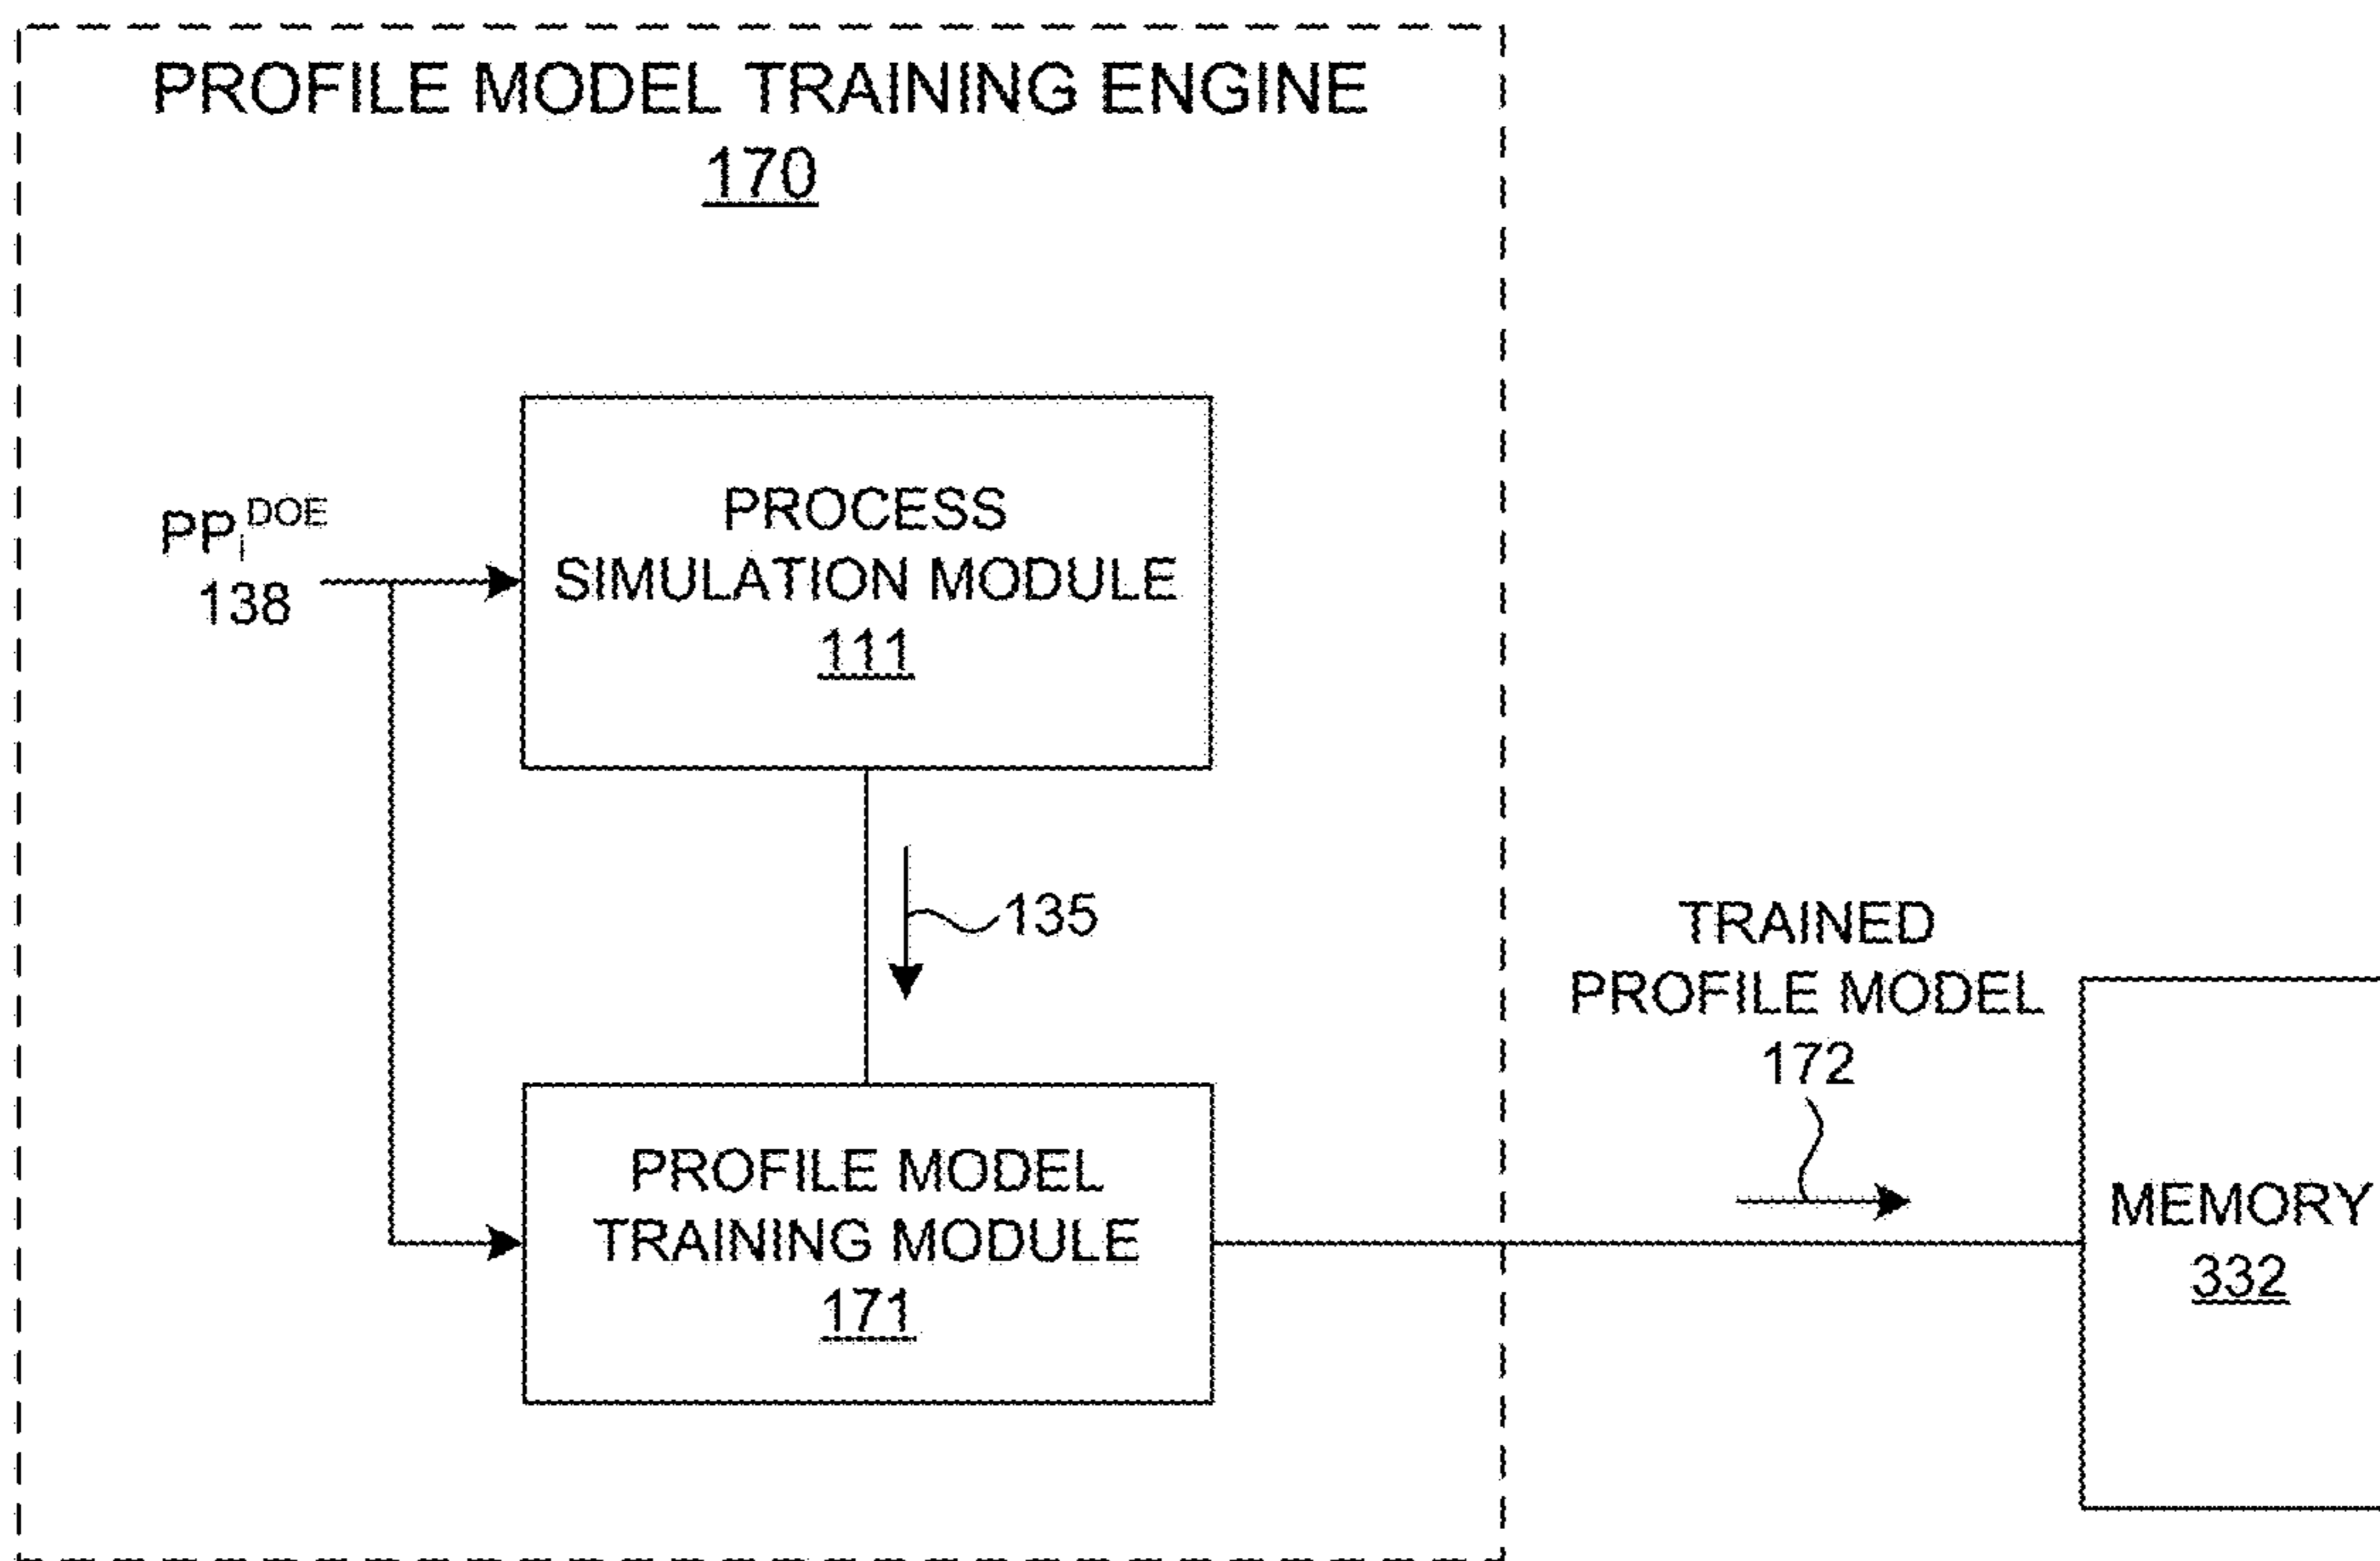 PROFILE MODEL TRAINING ENGINE
170
PROCESS
SIMULATION MODULE
111
PP_i^DOE
138
135
TRAINED
PROFILE MODEL
172
PROFILE MODEL
TRAINING MODULE
171
MEMORY
332